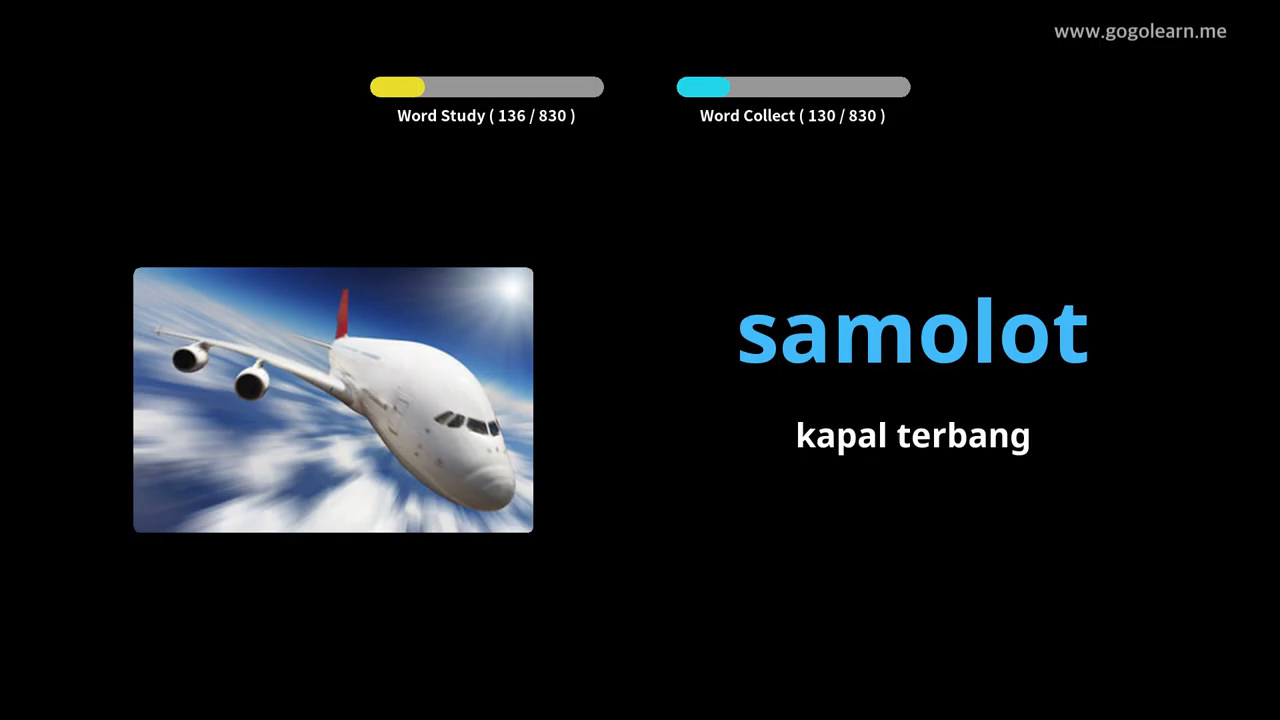 www.gogolearn.me
Word Study ( 136 / 830 )
Word Collect ( 130 / 830 )
samolot
kapal terbang